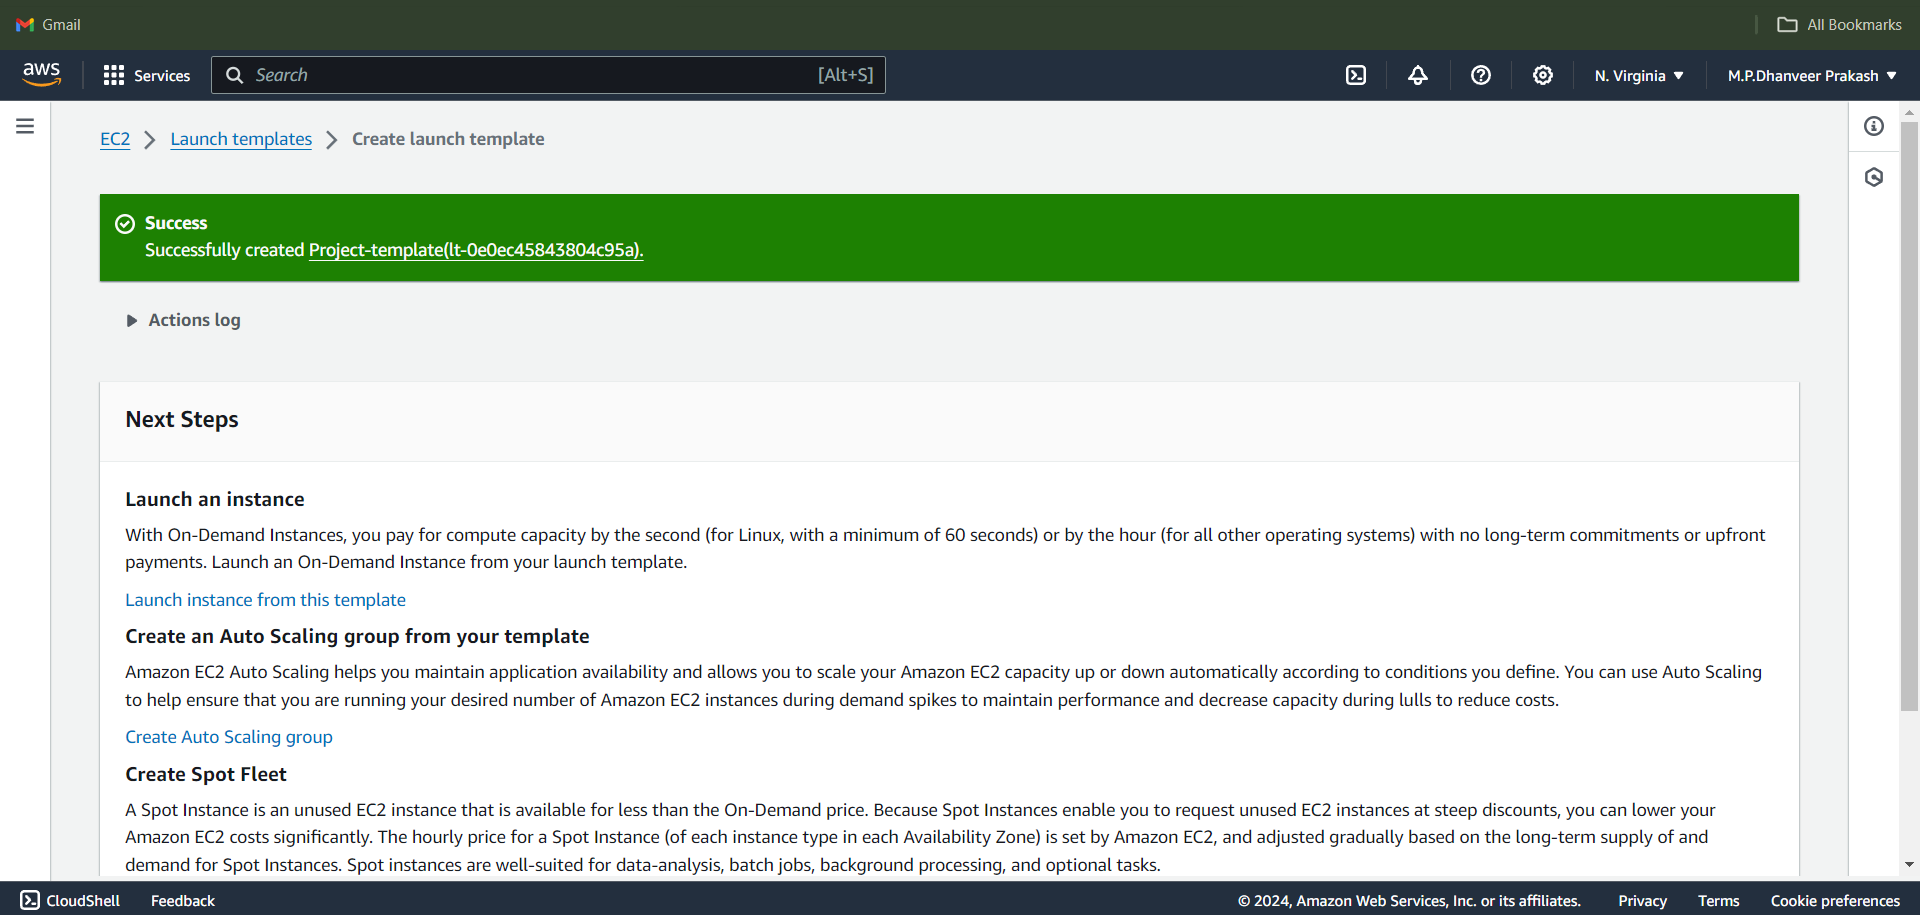 Gmail
All Bookmarks
aws
Services
Search
[Alt+S]
N. Virginia
M.P.Dhanveer Prakash
EC2
Launch templates
Create launch template
Success
Successfully created Project-template(lt-0e0ec45843804c95a).
Actions log
Next Steps
Launch an instance
With On-Demand Instances, you pay for compute capacity by the second (for Linux, with a minimum of 60 seconds) or by the hour (for all other operating systems) with no long-term commitments or upfront
payments. Launch an On-Demand Instance from your launch template.
Launch instance from this template
Create an Auto Scaling group from your template
Amazon EC2 Auto Scaling helps you maintain application availability and allows you to scale your Amazon EC2 capacity up or down automatically according to conditions you define. You can use Auto Scaling
to help ensure that you are running your desired number of Amazon EC2 instances during demand spikes to maintain performance and decrease capacity during lulls to reduce costs.
Create Auto Scaling group
Create Spot Fleet
A Spot Instance is an unused EC2 instance that is available for less than the On-Demand price. Because Spot Instances enable you to request unused EC2 instances at steep discounts, you can lower your
Amazon EC2 costs significantly. The hourly price for a Spot Instance (of each instance type in each Availability Zone) is set by Amazon EC2, and adjusted gradually based on the long-term supply of and
demand for Spot Instances. Spot instances are well-suited for data-analysis, batch jobs, background processing, and optional tasks.
CloudShell
Feedback
© 2024, Amazon Web Services, Inc. or its affiliates.
Privacy
Terms
Cookie preferences